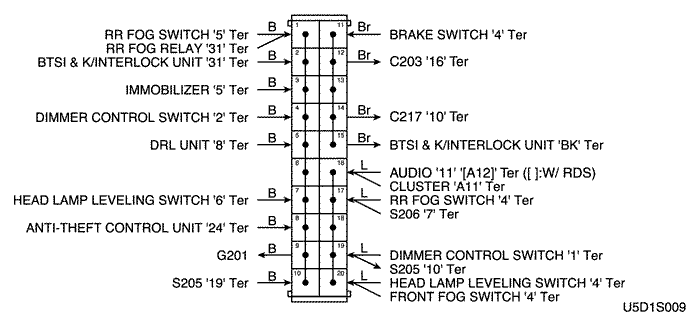 RR FOG SWITCH '5' Ter B 1 11 Br BRAKE SWITCH '4' Ter
RR FOG RELAY '31' Ter
BTSI & K/INTERLOCK UNIT '31' Ter B 2 12 Br C203 '16' Ter
IMMOBILIZER '5' Ter B 3 13
DIMMER CONTROL SWITCH '2' Ter B 4 14 Br C217 '10' Ter
DRL UNIT '8' Ter B 5 15 Br BTSI & K/INTERLOCK UNIT 'BK' Ter
6 16 L AUDIO '11' '[A12]' Ter ([ ]:W/ RDS)
CLUSTER 'A11' Ter
HEAD LAMP LEVELING SWITCH '6' Ter B 7 17 L RR FOG SWITCH '4' Ter
S206 '7' Ter
ANTI-THEFT CONTROL UNIT '24' Ter B 8 18
G201 B 9 19 L DIMMER CONTROL SWITCH '1' Ter
S205 '10' Ter
S205 '19' Ter B 10 20 L HEAD LAMP LEVELING SWITCH '4' Ter
FRONT FOG SWITCH '4' Ter
U5D1S009